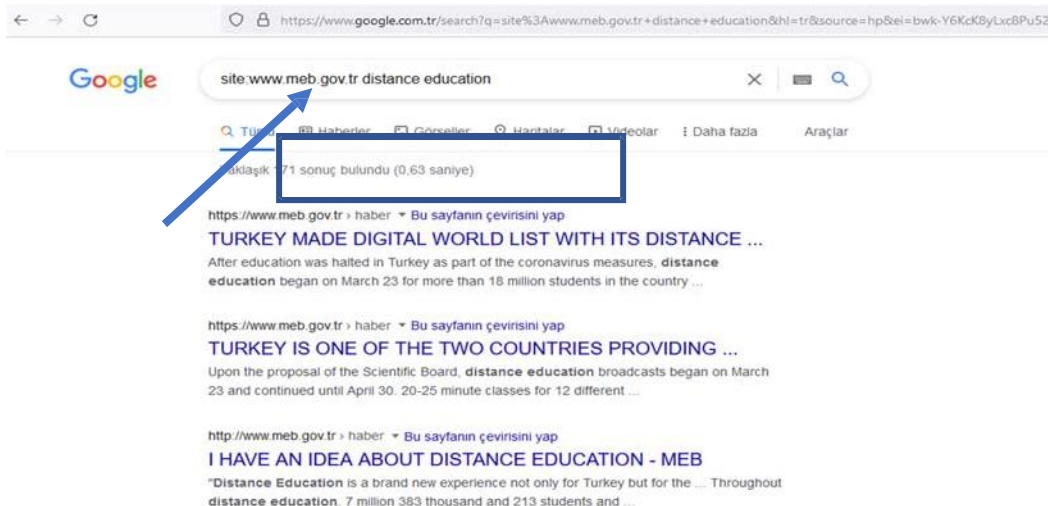 https://www.google.com.tr/search?q=site%3Awww.meb.gov.tr+distance+education&hl=tr&source=hp&ei=bwk-Y6KcK8yLxc8Pu52
Google
site:www.meb.gov.tr distance education
Tümü Haberler Görseller Haritalar Videolar Daha fazla Araçlar
Yaklaşık 171 sonuç bulundu (0,63 saniye)
https://www.meb.gov.tr › haber Bu sayfanın çevirisini yap
TURKEY MADE DIGITAL WORLD LIST WITH ITS DISTANCE ...
After education was halted in Turkey as part of the coronavirus measures, distance
education began on March 23 for more than 18 million students in the country ...
https://www.meb.gov.tr › haber Bu sayfanın çevirisini yap
TURKEY IS ONE OF THE TWO COUNTRIES PROVIDING ...
Upon the proposal of the Scientific Board, distance education broadcasts began on March
23 and continued until April 30. 20-25 minute classes for 12 different ...
http://www.meb.gov.tr › haber Bu sayfanın çevirisini yap
I HAVE AN IDEA ABOUT DISTANCE EDUCATION - MEB
"Distance Education is a brand new experience not only for Turkey but for the ... Throughout
distance education, 7 million 383 thousand and 213 students and ...